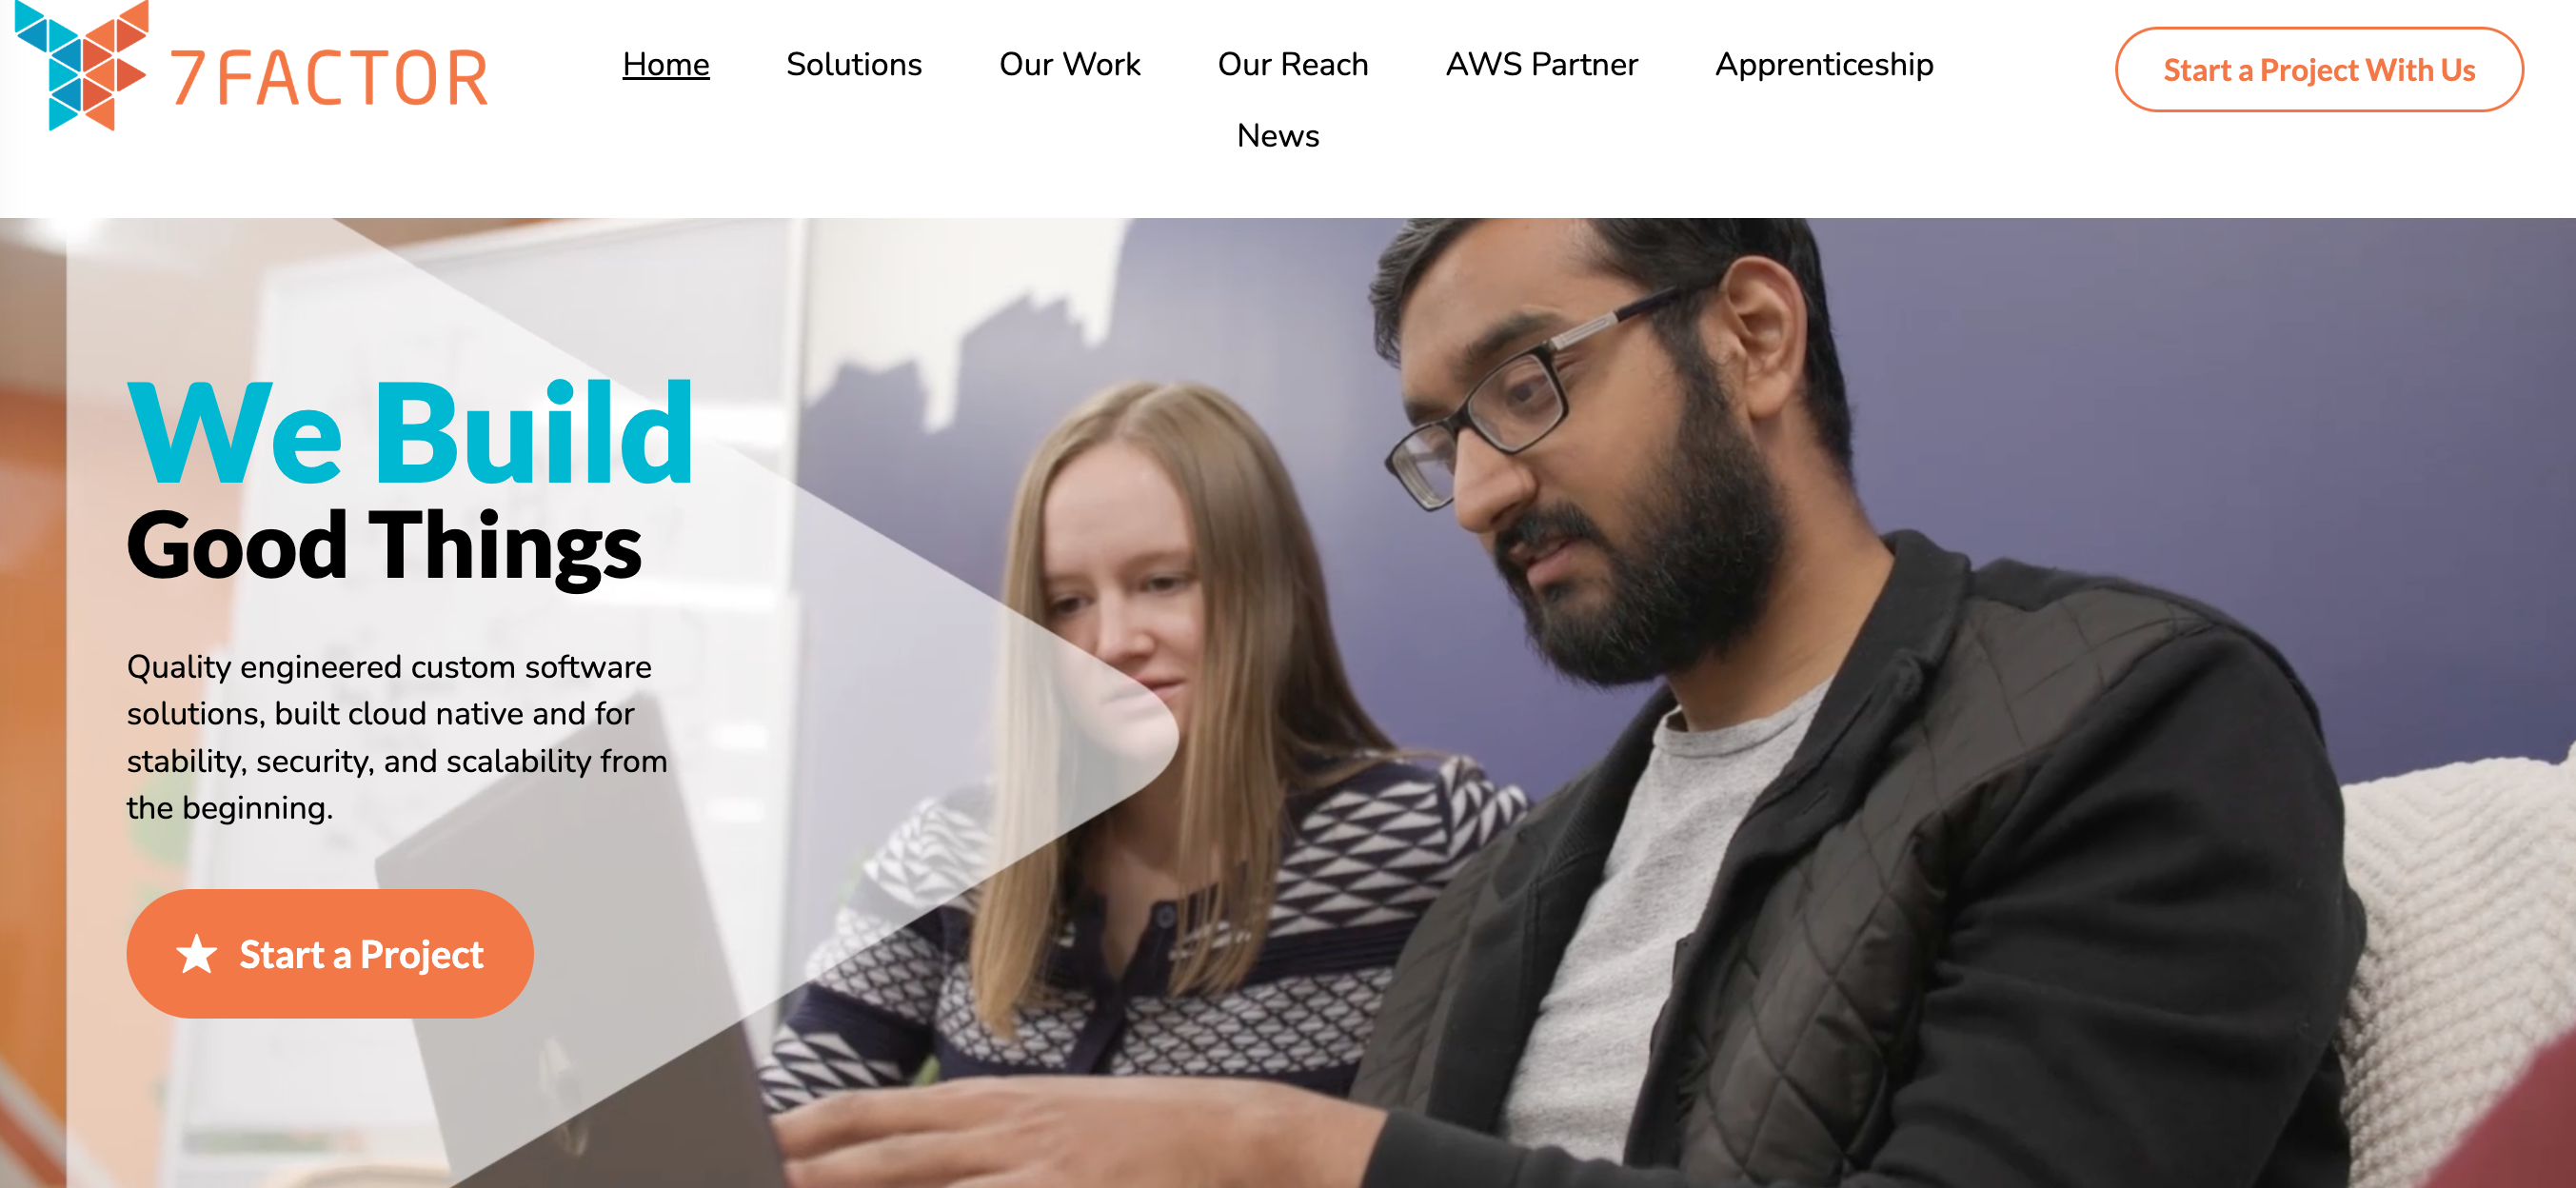 7FACTOR
Home
Solutions
Our Work
Our Reach
AWS Partner
Apprenticeship
News
Start a Project With Us
We Build
Good Things
Quality engineered custom software
solutions, built cloud native and for
stability, security, and scalability from
the beginning.
Start a Project